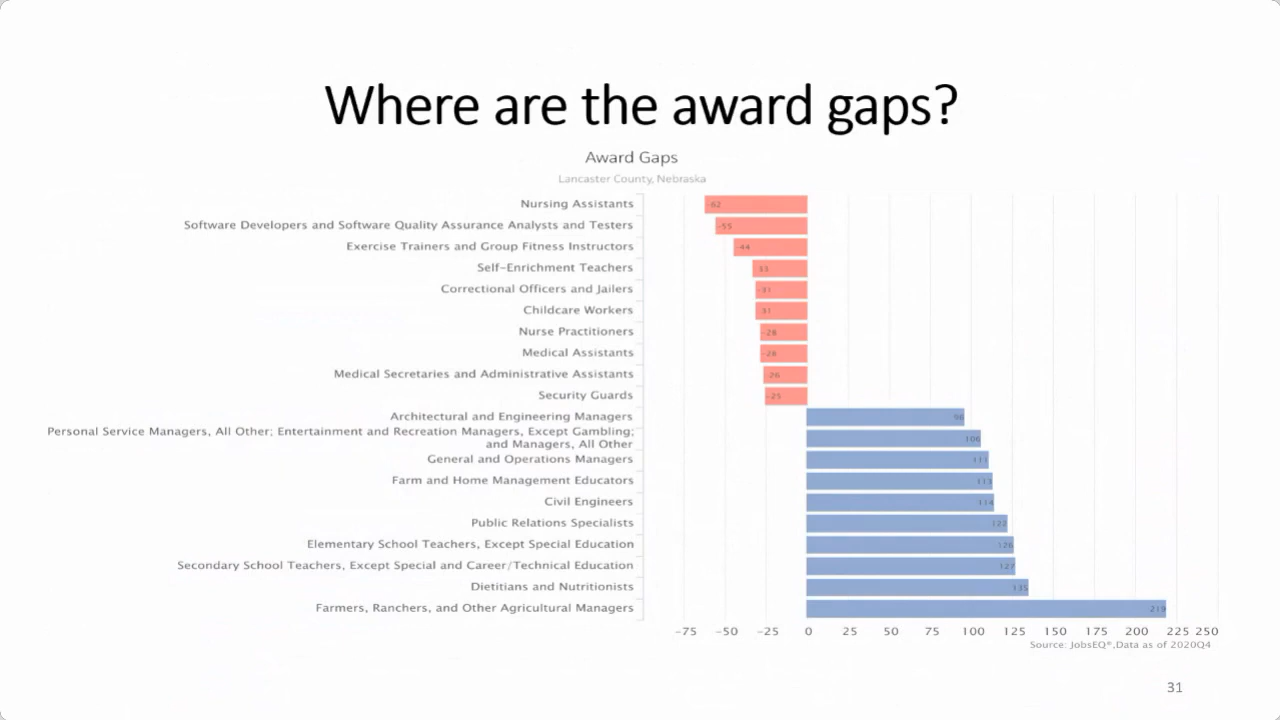 Where are the award gaps?
Award Gaps
Lancaster County, Nebraska
Nursing Assistants -62
Software Developers and Software Quality Assurance Analysts and Testers -55
Exercise Trainers and Group Fitness Instructors -44
Self-Enrichment Teachers 33
Correctional Officers and Jailers -31
Childcare Workers 31
Nurse Practitioners -28
Medical Assistants
Medical Secretaries and Administrative Assistants 26
Security Guards -25
Architectural and Engineering Managers
Personal Service Managers, All Other; Entertainment and Recreation Managers, Except Gambling;
and Managers, All Other 106
General and Operations Managers 111
Farm and Home Management Educators 113
Civil Engineers 114
Public Relations Specialists 122
Elementary School Teachers, Except Special Education 126
Secondary School Teachers, Except Special and Career/Technical Education 127
Dietitians and Nutritionists 135
Farmers, Ranchers, and Other Agricultural Managers 219
-75 -50 -25 0 25 50 75 100 125 150 175 200 225 250
Source: JobsEQ®,Data as of 2020Q4
31